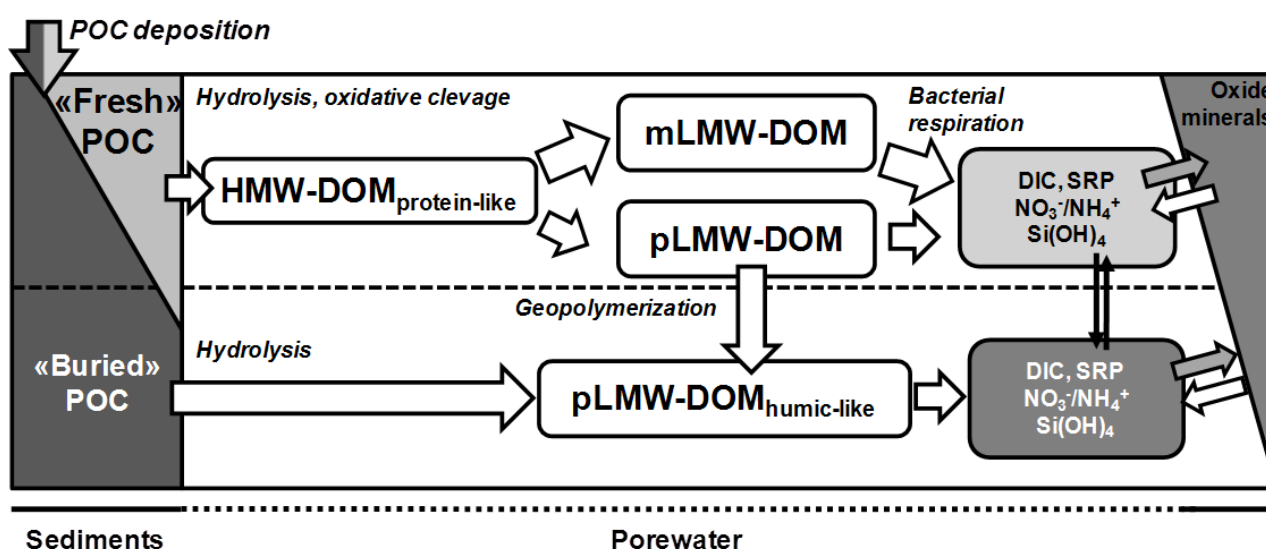 POC deposition
«Fresh»
POC
Hydrolysis, oxidative clevage
HMW-DOMprotein-like
mLMW-DOM
pLMW-DOM
Bacterial
respiration
DIC, SRP
NO₃⁻/NH₄⁺
Si(OH)₄
Oxide
minerals
Geopolymerization
«Buried»
POC
Hydrolysis
pLMW-DOMhumic-like
DIC, SRP
NO₃⁻/NH₄⁺
Si(OH)₄
Sediments
Porewater